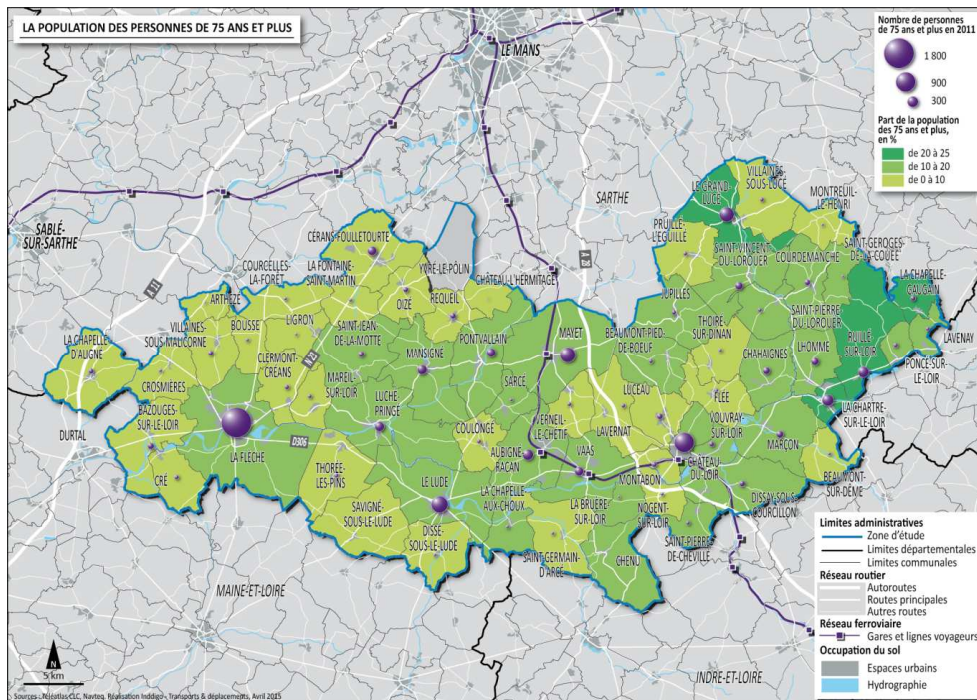 LA POPULATION DES PERSONNES DE 75 ANS ET PLUS
Nombre de personnes
de 75 ans et plus en 2011
1 800
900
300
Part de la population
des 75 ans et plus,
en %
de 20 à 25
de 10 à 20
de 0 à 10
LE MANS
SARTHE
SABLÉ-
SUR-SARTHE
A 11
A 28
LE GRAND-
LUCÉ
VILLAINES-
SOUS-LUCÉ
MONTREUIL-
LE-HENRI
PRUILLÉ-
L'EGUILLÉ
SAINT-VINCENT-
DU-LOROUER
COURDEMANCHE
SAINT-GEROGES-
DE-LA-COUÉE
LA-CHAPELLE-
GAUGAIN
CÉRANS-FOULLETOURTE
YVRÉ-LE-PÔLIN
CHÂTEAU-L'HERMITAGE
COURCELLES-
LA-FORÊT
LA FONTAINE-
SAINT-MARTIN
OIZÉ
REQUEIL
JUPILLES
ARTHEZÉ
VILLAINES-
SOUS-MALICORNE
BOUSSE
LIGRON
SAINT-JEAN-
DE-LA-MOTTE
PONTVALLAIN
MAYET
BEAUMONT-PIED-
DE-BOEUF
THOIRÉ-
SUR-DINAN
SAINT-PIERRE-
DU-LOROUER
RUILLÉ-
SUR-LOIR
LAVENAY
PONCÉ-SUR-
LE-LOIR
LA CHAPELLE-
D'ALIGNÉ
CLERMONT-
CRÉANS
MANSIGNÉ
SARCÉ
CHAHAIGNES
LHOMME
CROSMIÈRES
MAREIL-
SUR-LOIR
LUCHÉ-
PRINGÉ
LUCEAU
FLÉE
LA-CHARTRE-
SUR-LE-LOIR
BAZOUGES-
SUR-LE-LOIR
COULONGÉ
VERNEIL-
LE-CHÉTIF
LAVERNAT
VOUVRAY-
SUR-LOIR
DURTAL
D306
LA FLECHE
AUBIGNÉ-
RACAN
VAAS
MARÇON
CRÉ
THORÉE-
LES-PINS
LE LUDE
MONTABON
CHÂTEAU-
DU-LOIR
BEAUMONT-
SUR-DÊME
SAVIGNÉ-
SOUS-LE-LUDE
LA CHAPELLE
AUX-CHOUX
LA BRUÈRE-
SUR-LOIR
NOGENT-
SUR-LOIR
DISSAY-SOUS-
COURCILLON
DISSÉ-
SOUS-LE-LUDE
SAINT-GERMAIN-
D'ARCÉ
CHENU
SAINT-PIERRE-
DE-CHEVILLÉ
MAINE-ET-LOIRE
INDRE-ET-LOIRE
Limites administratives
Zone d'étude
Limites départementales
Limites communales
Réseau routier
Autoroutes
Routes principales
Autres routes
Réseau ferroviaire
Gares et lignes voyageurs
Occupation du sol
Espaces urbains
Hydrographie
N
5 km
Sources : Téléatlas CLC, Navteq. Réalisation Inddigo - Transports & déplacements, Avril 2015